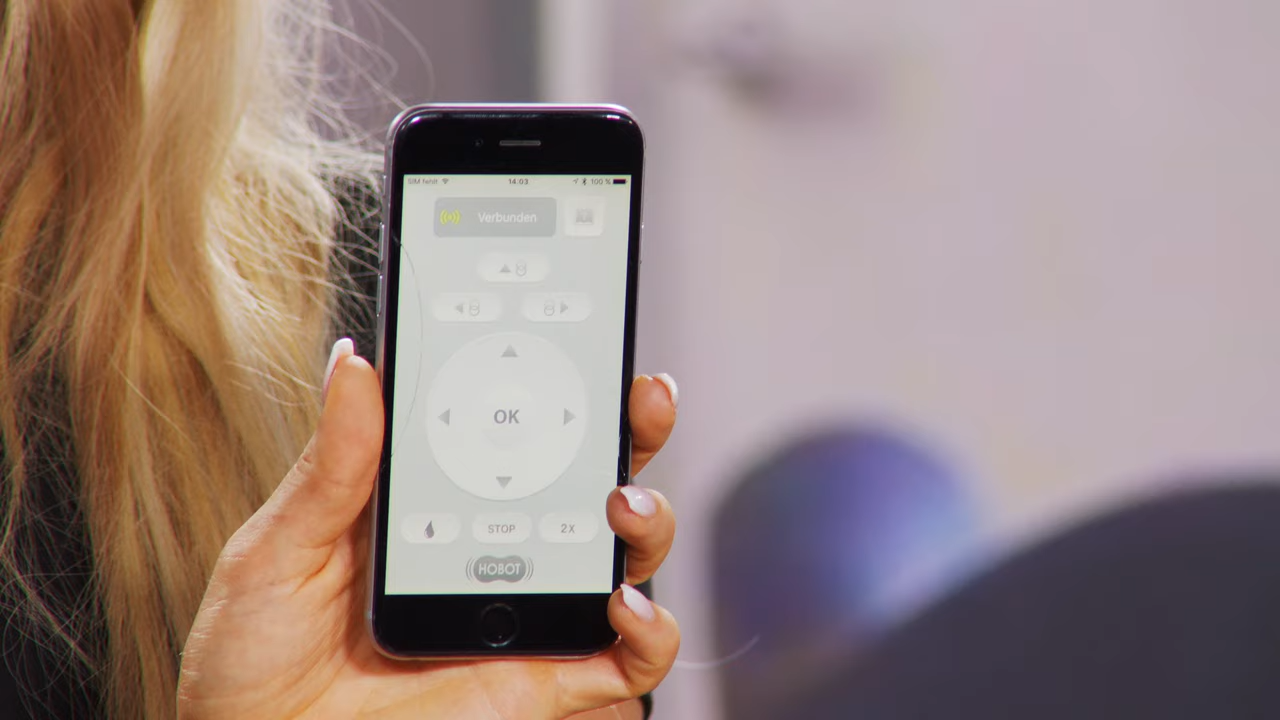 SIM fehlt 14:03 100 %
Verbunden
OK
STOP 2X
HOBOT